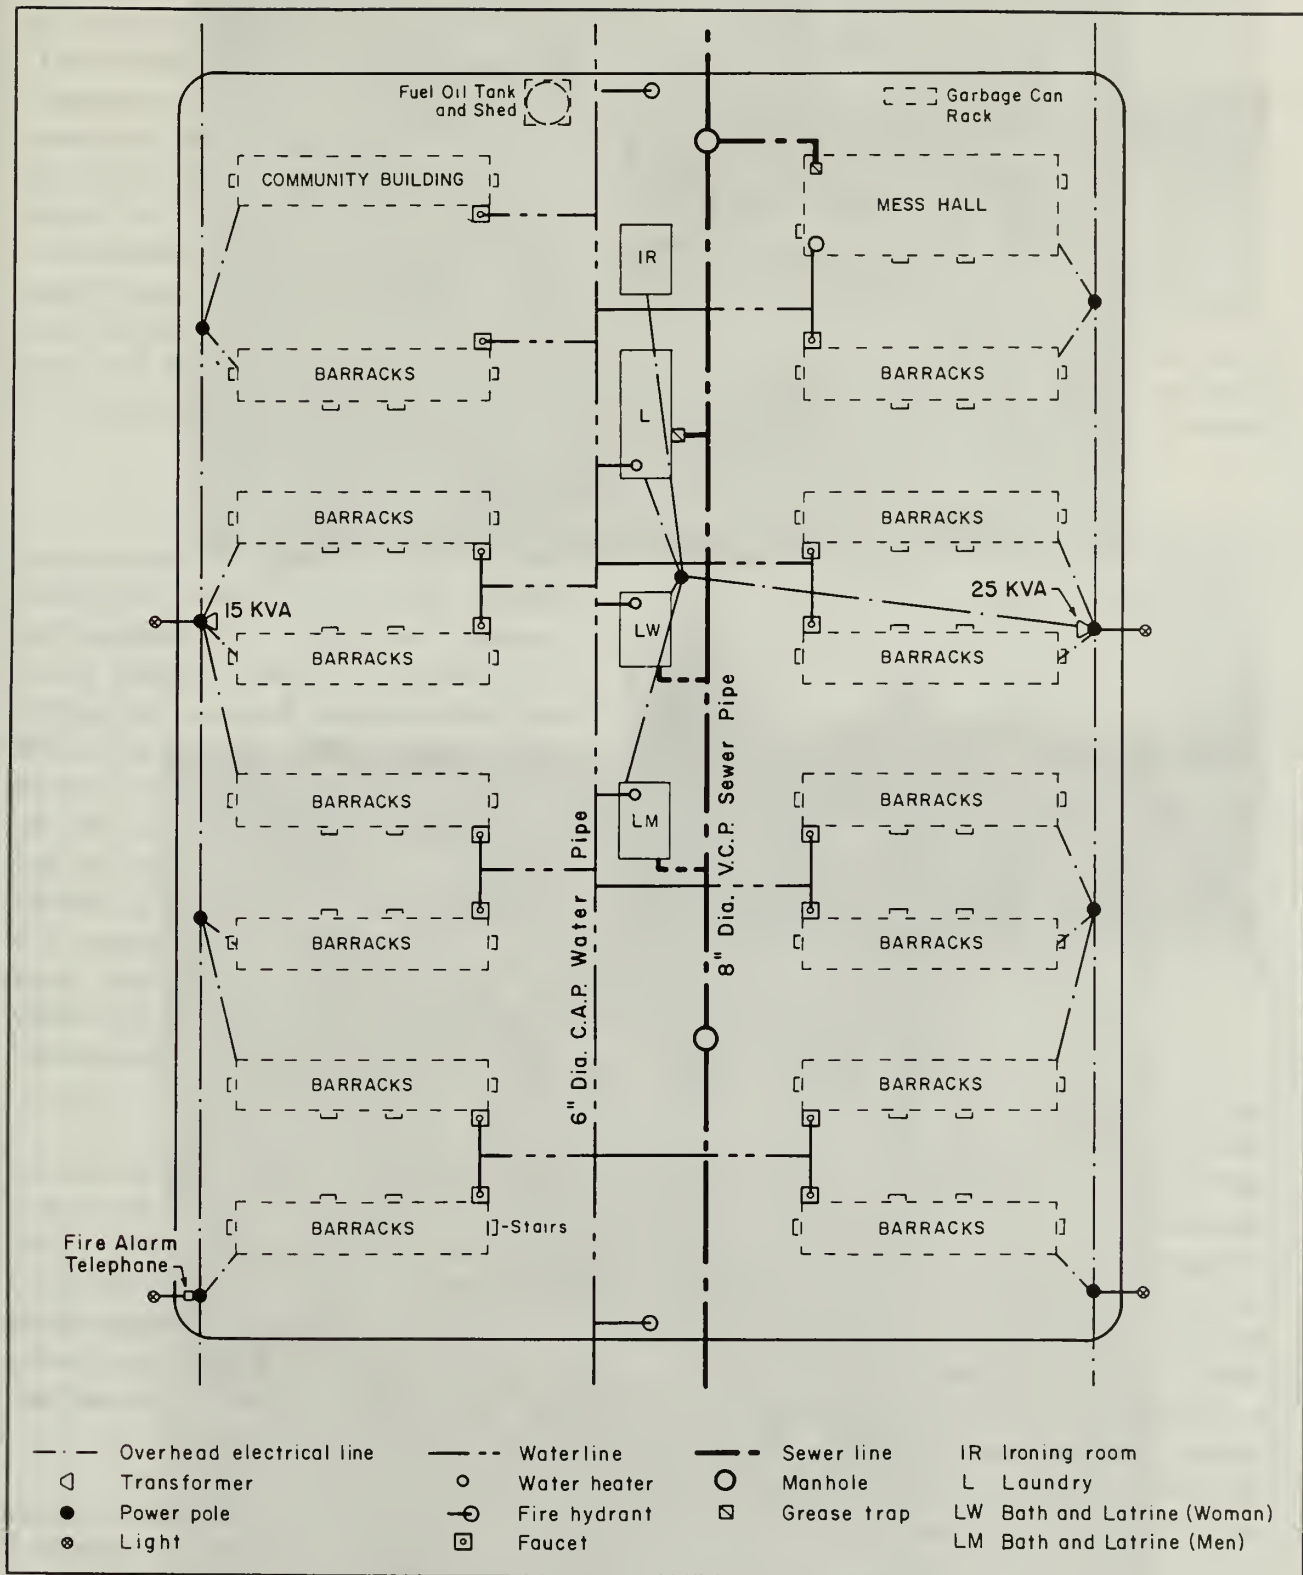 Fuel Oil Tank
and Shed
Garbage Can
Rack
COMMUNITY BUILDING
MESS HALL
IR
BARRACKS
BARRACKS
L
BARRACKS
BARRACKS
15 KVA
25 KVA
LW
BARRACKS
BARRACKS
6" Dia. C.A.P. Water Pipe
8" Dia. V.C.P. Sewer Pipe
BARRACKS
BARRACKS
LM
BARRACKS
BARRACKS
BARRACKS
BARRACKS
BARRACKS
-Stairs
BARRACKS
Fire Alarm
Telephane
Overhead electrical line
Waterline
Sewer line
IR Ironing room
Transformer
Water heater
Manhole
L Laundry
Power pole
Fire hydrant
Grease trap
LW Bath and Latrine (Woman)
Light
Faucet
LM Bath and Latrine (Men)